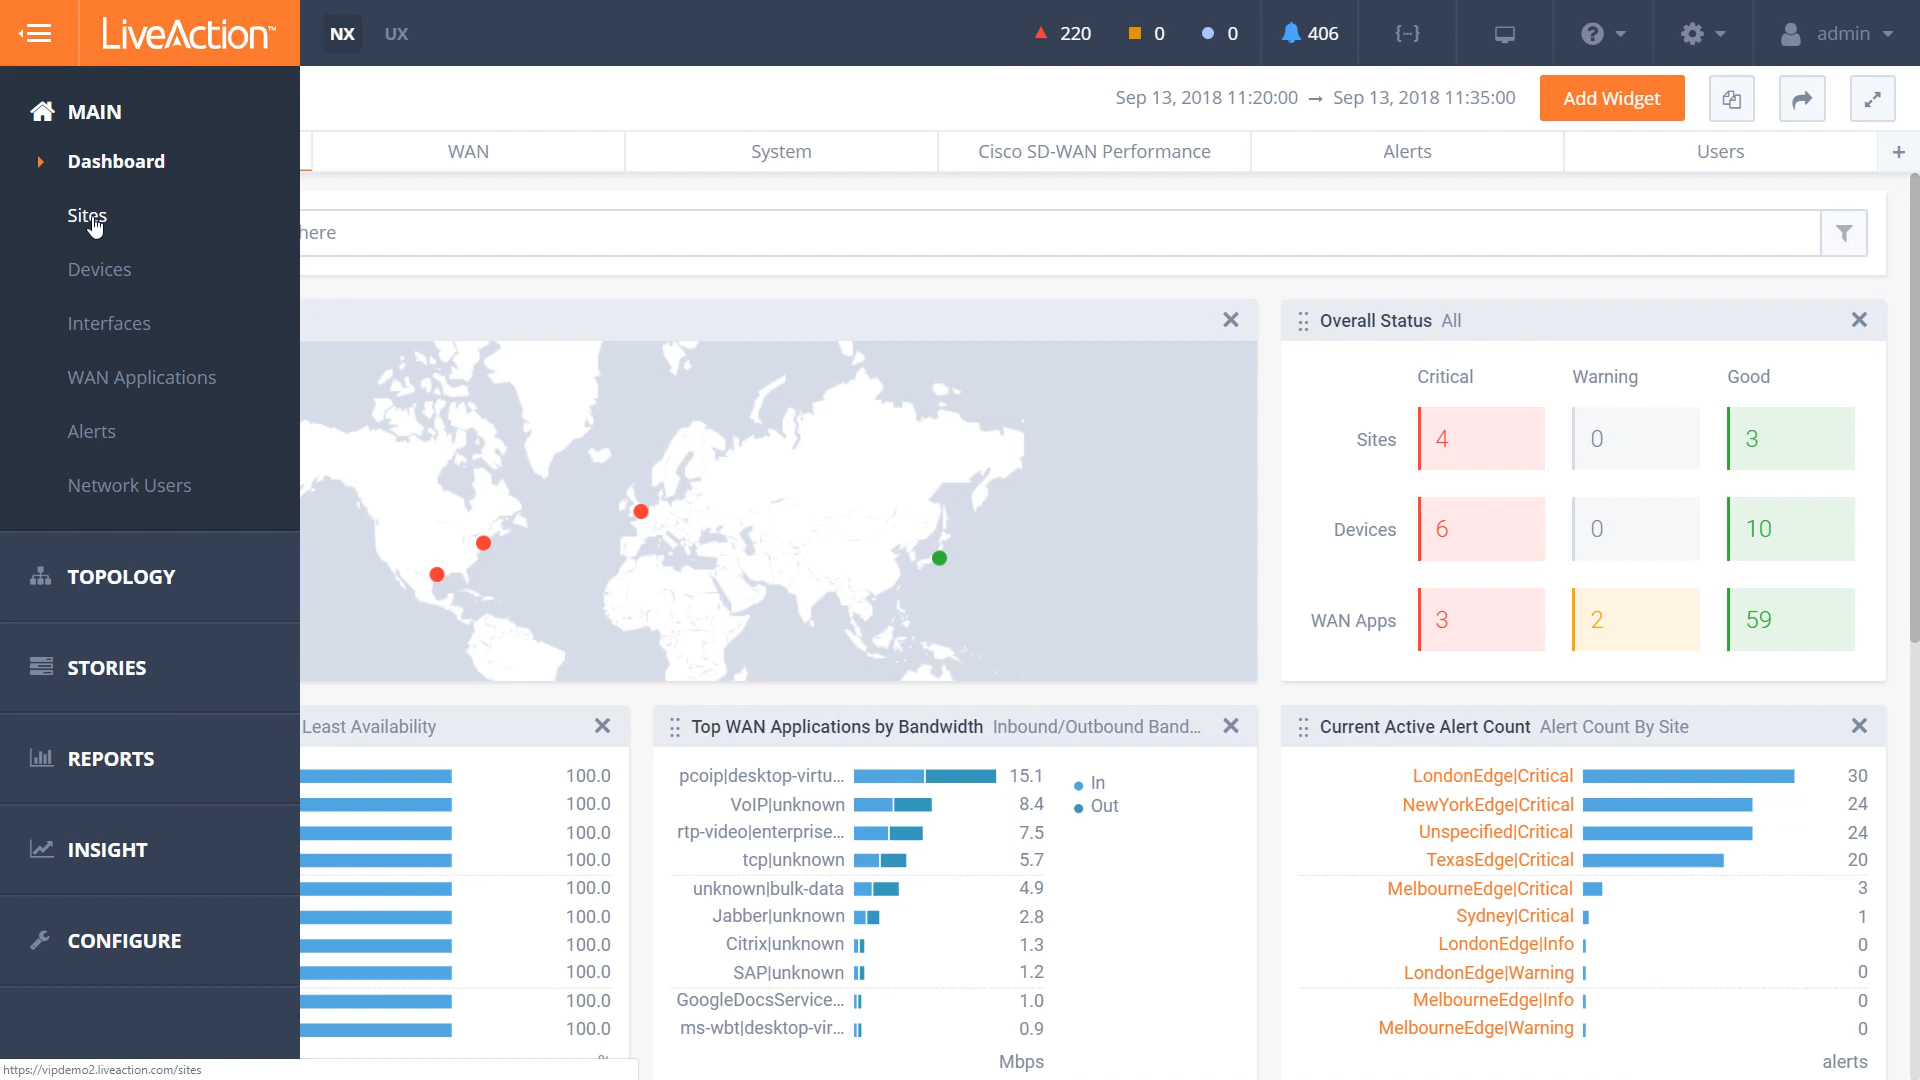 LiveAction™ NX UX 220 0 0 406 {··} ? admin
MAIN
Dashboard
Sites
Devices
Interfaces
WAN Applications
Alerts
Network Users
TOPOLOGY
STORIES
REPORTS
INSIGHT
CONFIGURE
Sep 13, 2018 11:20:00 → Sep 13, 2018 11:35:00 Add Widget
WAN System Cisco SD-WAN Performance Alerts Users +
here
Overall Status All
Critical Warning Good
Sites 4 0 3
Devices 6 0 10
WAN Apps 3 2 59
Least Availability
100.0
100.0
100.0
100.0
100.0
100.0
100.0
100.0
100.0
100.0
%
Top WAN Applications by Bandwidth Inbound/Outbound Band...
pcoip|desktop-virtu... 15.1
VoIP|unknown 8.4
rtp-video|enterprise... 7.5
tcp|unknown 5.7
unknown|bulk-data 4.9
Jabber|unknown 2.8
Citrix|unknown 1.3
SAP|unknown 1.2
GoogleDocsService... 1.0
ms-wbt|desktop-vir... 0.9
Mbps
In
Out
Current Active Alert Count Alert Count By Site
LondonEdge|Critical 30
NewYorkEdge|Critical 24
Unspecified|Critical 24
TexasEdge|Critical 20
MelbourneEdge|Critical 3
Sydney|Critical 1
LondonEdge|Info 0
LondonEdge|Warning 0
MelbourneEdge|Info 0
MelbourneEdge|Warning 0
alerts
https://vipdemo2.liveaction.com/sites